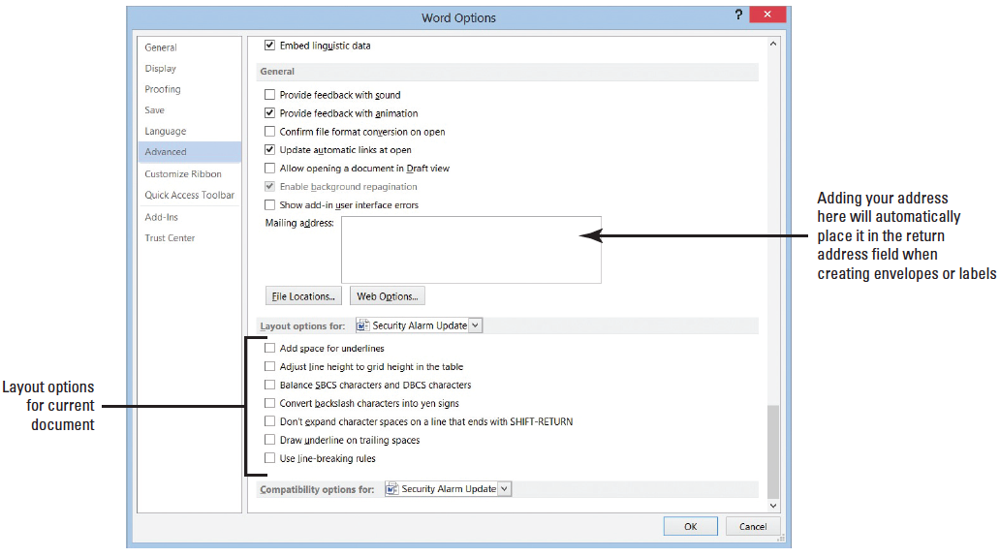 Word Options
?
General
Display
Proofing
Save
Language
Advanced
Customize Ribbon
Quick Access Toolbar
Add-Ins
Trust Center
Embed linguistic data
General
Provide feedback with sound
Provide feedback with animation
Confirm file format conversion on open
Update automatic links at open
Allow opening a document in Draft view
Enable background repagination
Show add-in user interface errors
Mailing address:
File Locations... Web Options...
Layout options for: Security Alarm Update
Add space for underlines
Adjust line height to grid height in the table
Balance SBCS characters and DBCS characters
Convert backslash characters into yen signs
Don't expand character spaces on a line that ends with SHIFT-RETURN
Draw underline on trailing spaces
Use line-breaking rules
Compatibility options for: Security Alarm Update
OK Cancel
Adding your address
here will automatically
place it in the return
address field when
creating envelopes or labels
Layout options
for current
document